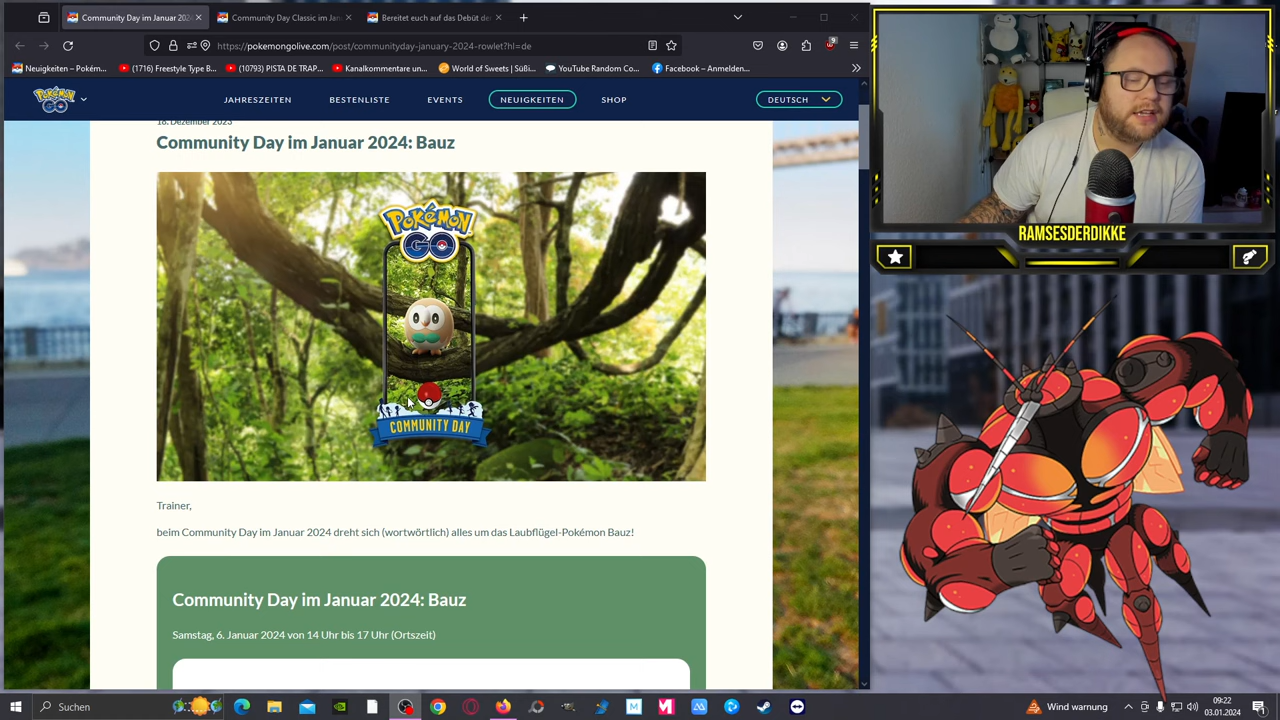 Community Day im Januar 202
Community Day Classic im Jan
Bereitet euch auf das Debüt de
https://pokemongolive.com/post/communityday-january-2024-rowlet?hl=de
9
Neuigkeiten – Pokém...
(1716) Freestyle Type B...
(10793) PISTA DE TRAP...
Kanalkommentare un...
World of Sweets | Süßi...
YouTube Random Co...
Facebook – Anmelden...
Pokémon GO
JAHRESZEITEN
BESTENLISTE
EVENTS
NEUIGKEITEN
SHOP
DEUTSCH
18. Dezember 2023
Community Day im Januar 2024: Bauz
Pokémon
GO
COMMUNITY DAY
Trainer,
beim Community Day im Januar 2024 dreht sich (wortwörtlich) alles um das Laubflügel-Pokémon Bauz!
Community Day im Januar 2024: Bauz
Samstag, 6. Januar 2024 von 14 Uhr bis 17 Uhr (Ortszeit)
RAMSESDERDIKKE
Suchen
Wind warnung
09:22
03.01.2024
1